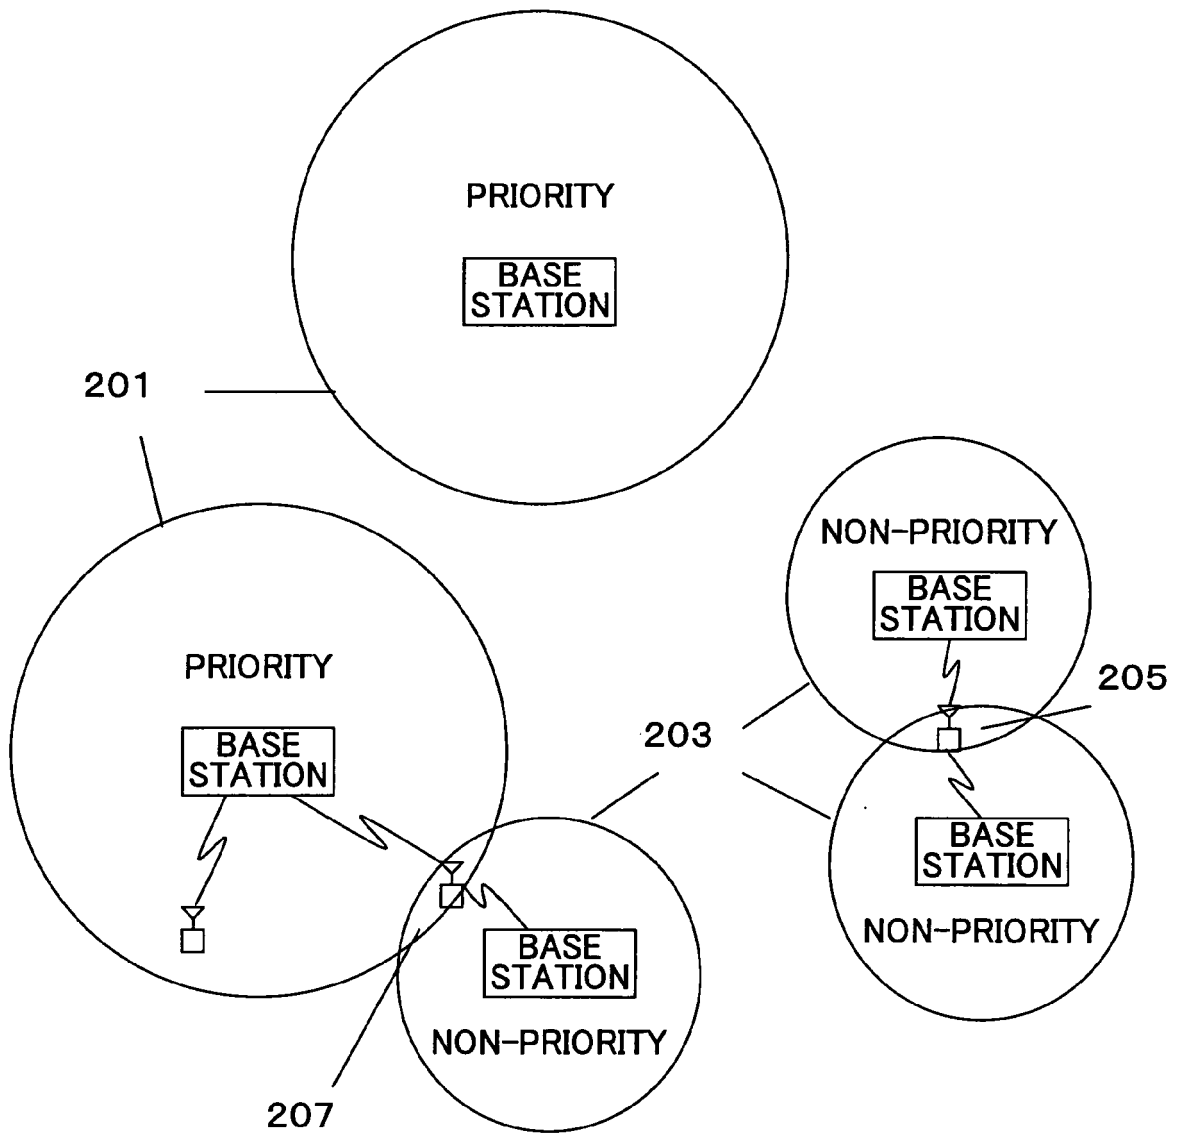 PRIORITY
BASE
STATION
201
NON-PRIORITY
BASE
STATION
PRIORITY
205
203
BASE
STATION
BASE
STATION
NON-PRIORITY
BASE
STATION
NON-PRIORITY
207